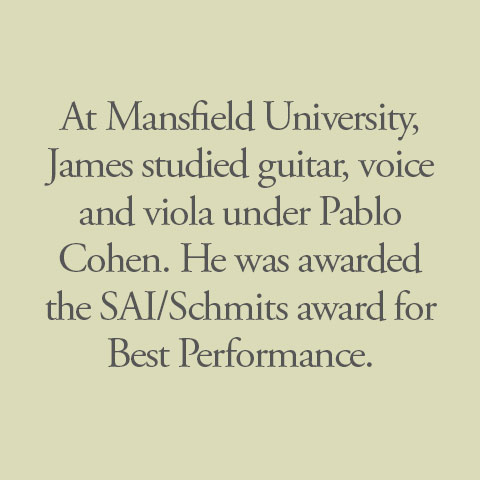 At Mansfield University,
James studied guitar, voice
and viola under Pablo
Cohen. He was awarded
the SAI/Schmits award for
Best Performance.